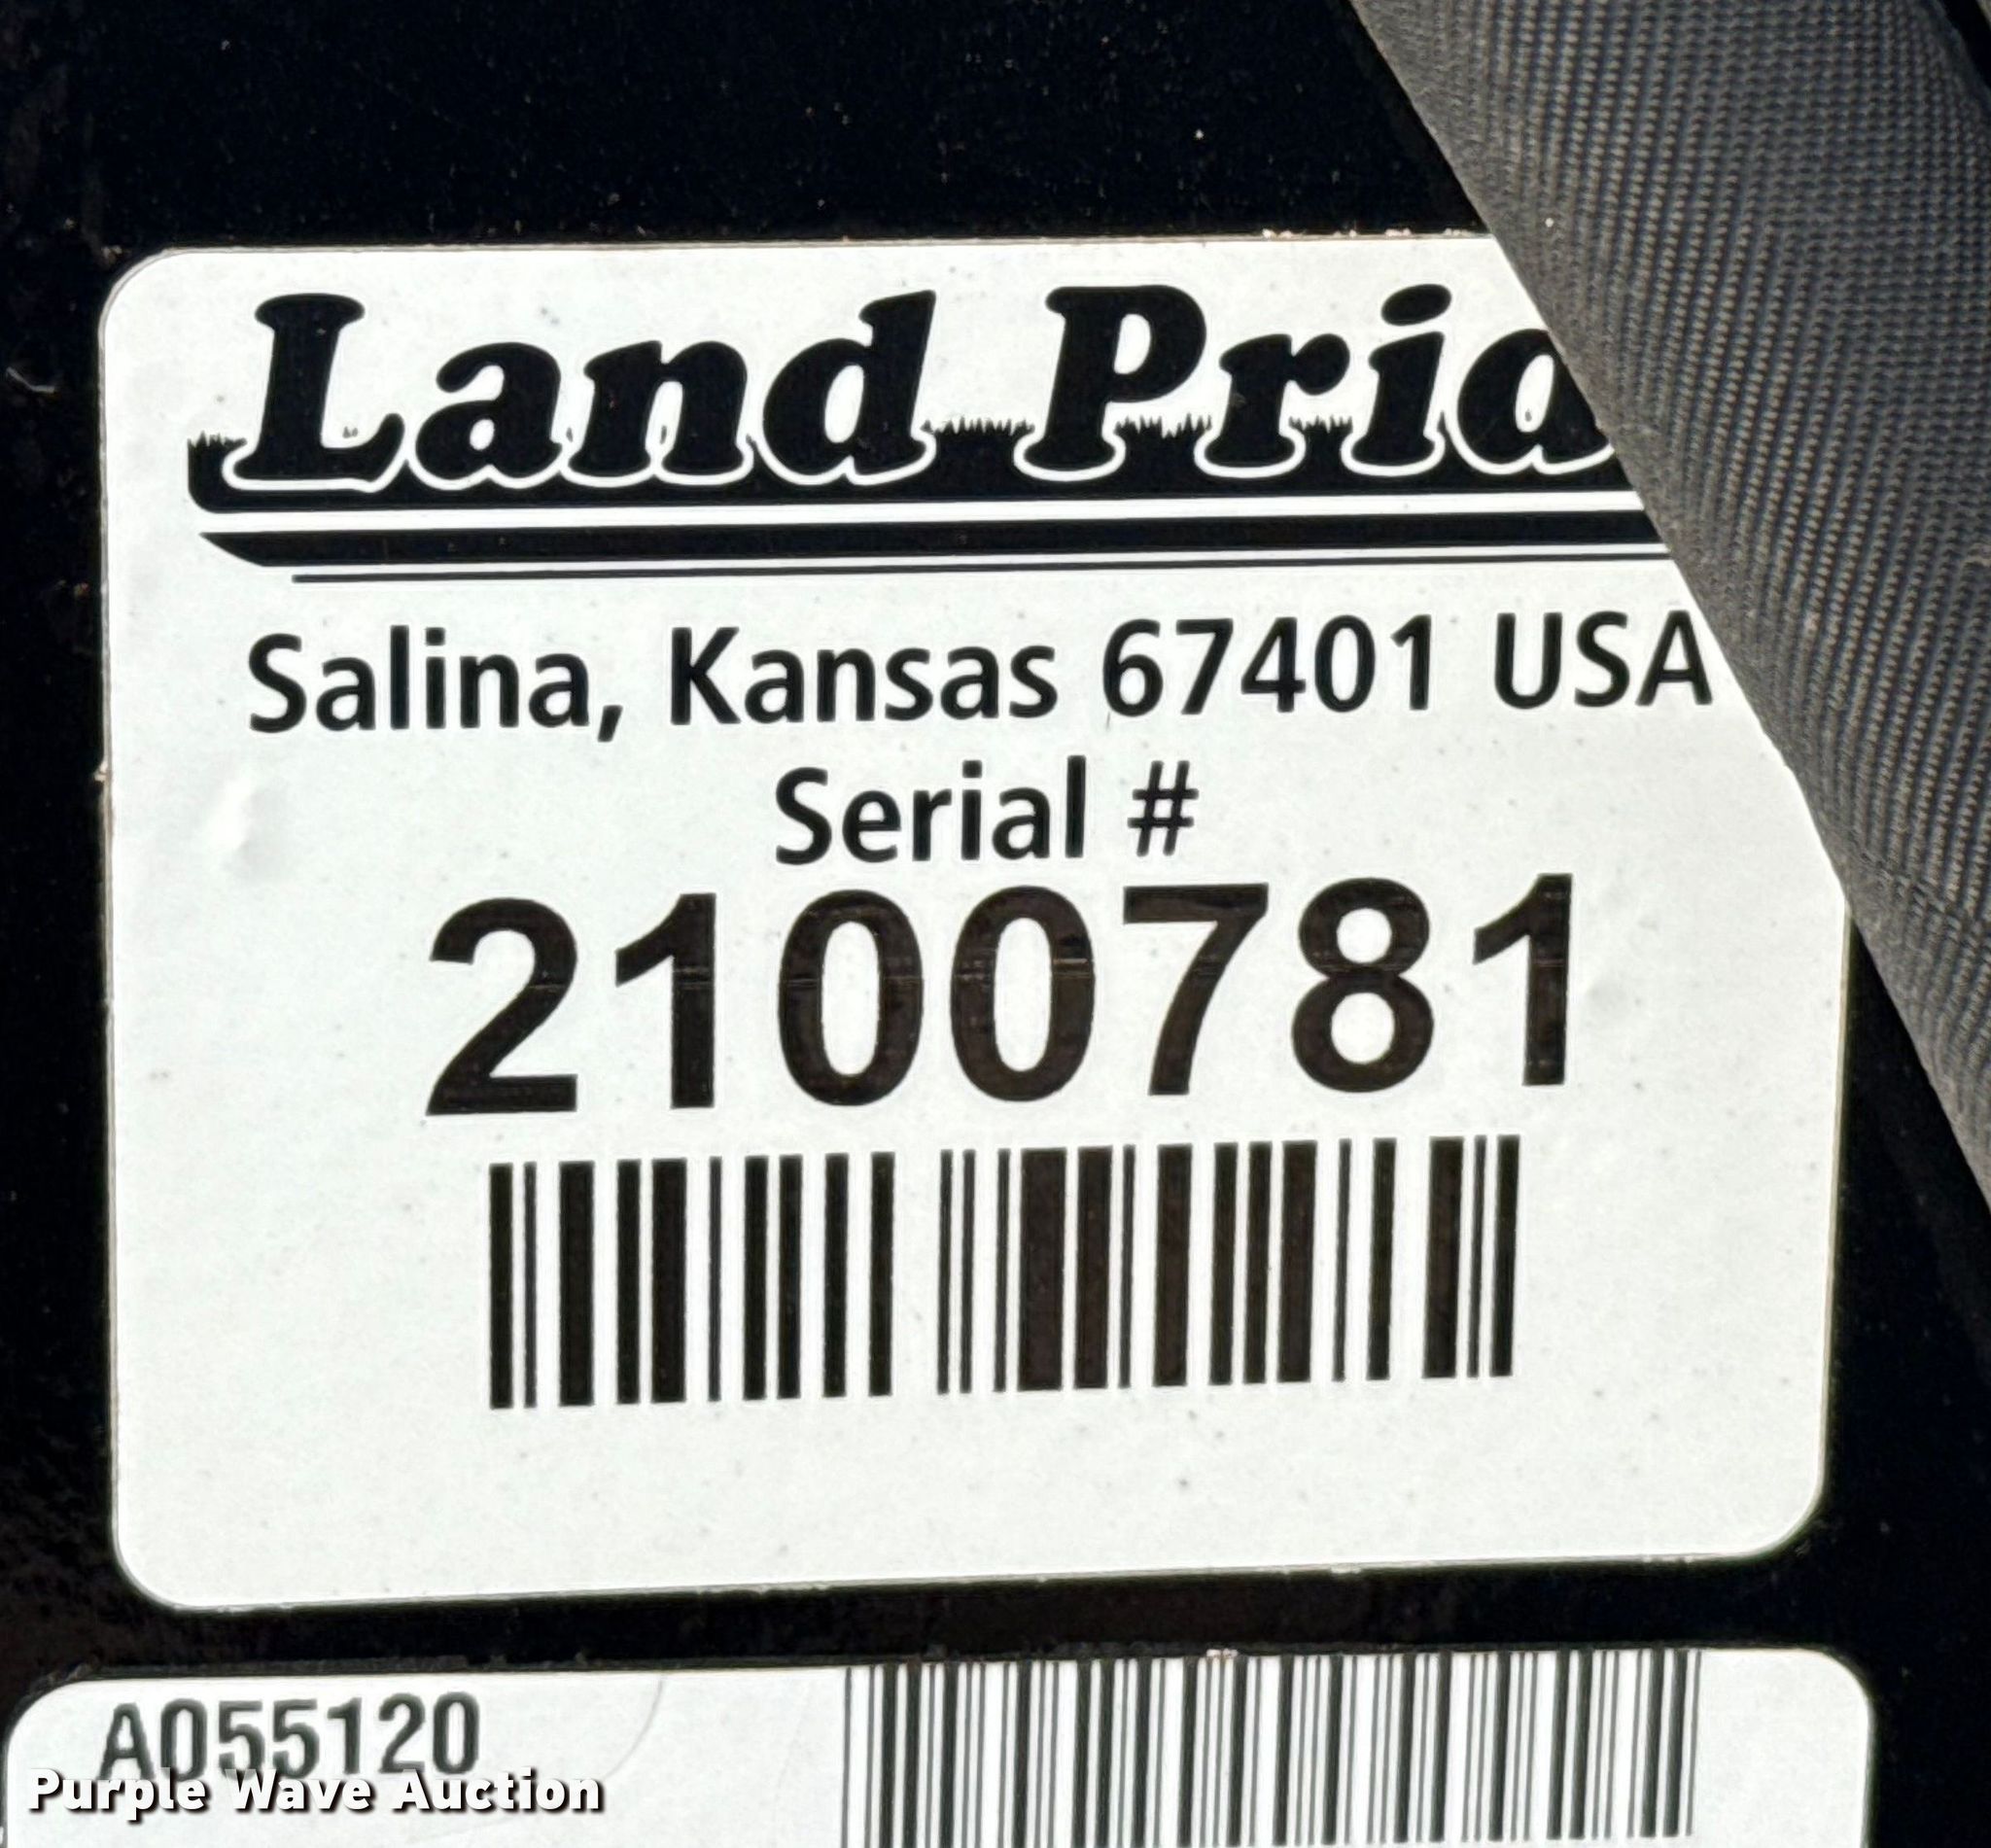 Land Prid
Salina, Kansas 67401 USA
Serial #
2100781
A055120
Purple Wave Auction